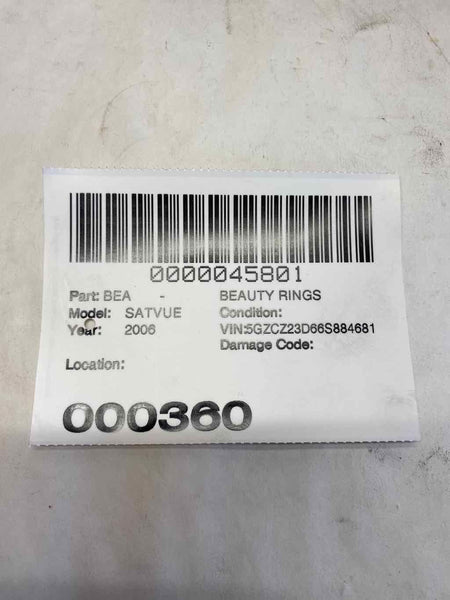 0000045801
Part: BEA - BEAUTY RINGS
Model: SATVUE Condition:
Year: 2006 VIN:5GZCZ23D66S884681
Damage Code:
Location:
000360